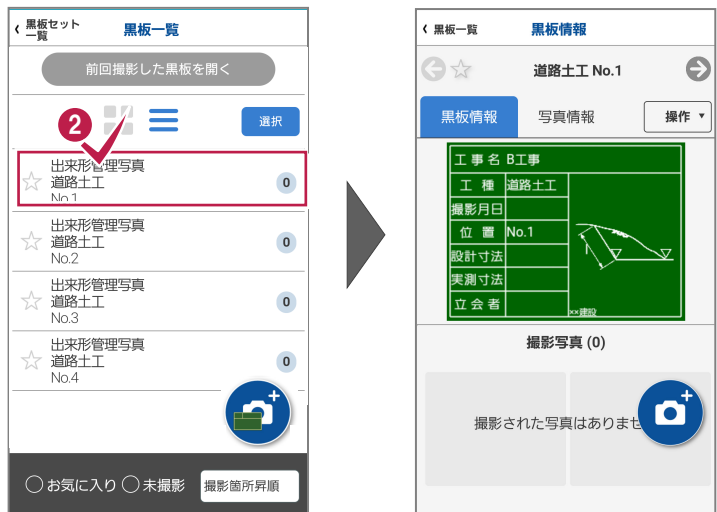 黒板セット
一覧
黒板一覧
前回撮影した黒板を開く
2
選択
出来形管理写真
道路土工
No.1
0
出来形管理写真
道路土工
No.2
0
出来形管理写真
道路土工
No.3
0
出来形管理写真
道路土工
No.4
0
お気に入り
未撮影
撮影箇所昇順
黒板一覧
黒板情報
道路土工 No.1
黒板情報
写真情報
操作 ▼
工事名 B工事
工種 道路土工
撮影月日
位置 No.1
設計寸法
実測寸法
立会者
××建設
撮影写真 (0)
撮影された写真はありませ